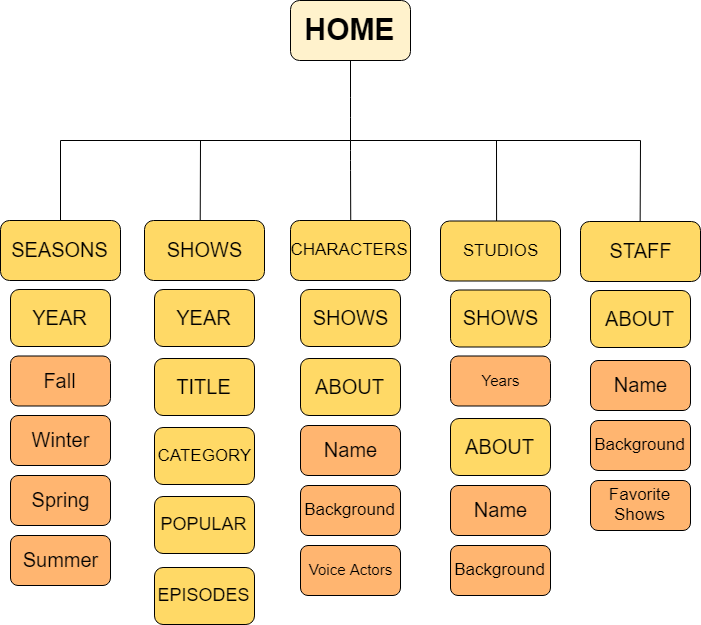 HOME
SEASONS
YEAR
Fall
Winter
Spring
Summer
SHOWS
YEAR
TITLE
CATEGORY
POPULAR
EPISODES
CHARACTERS
SHOWS
ABOUT
Name
Background
Voice Actors
STUDIOS
SHOWS
Years
ABOUT
Name
Background
STAFF
ABOUT
Name
Background
Favorite
Shows